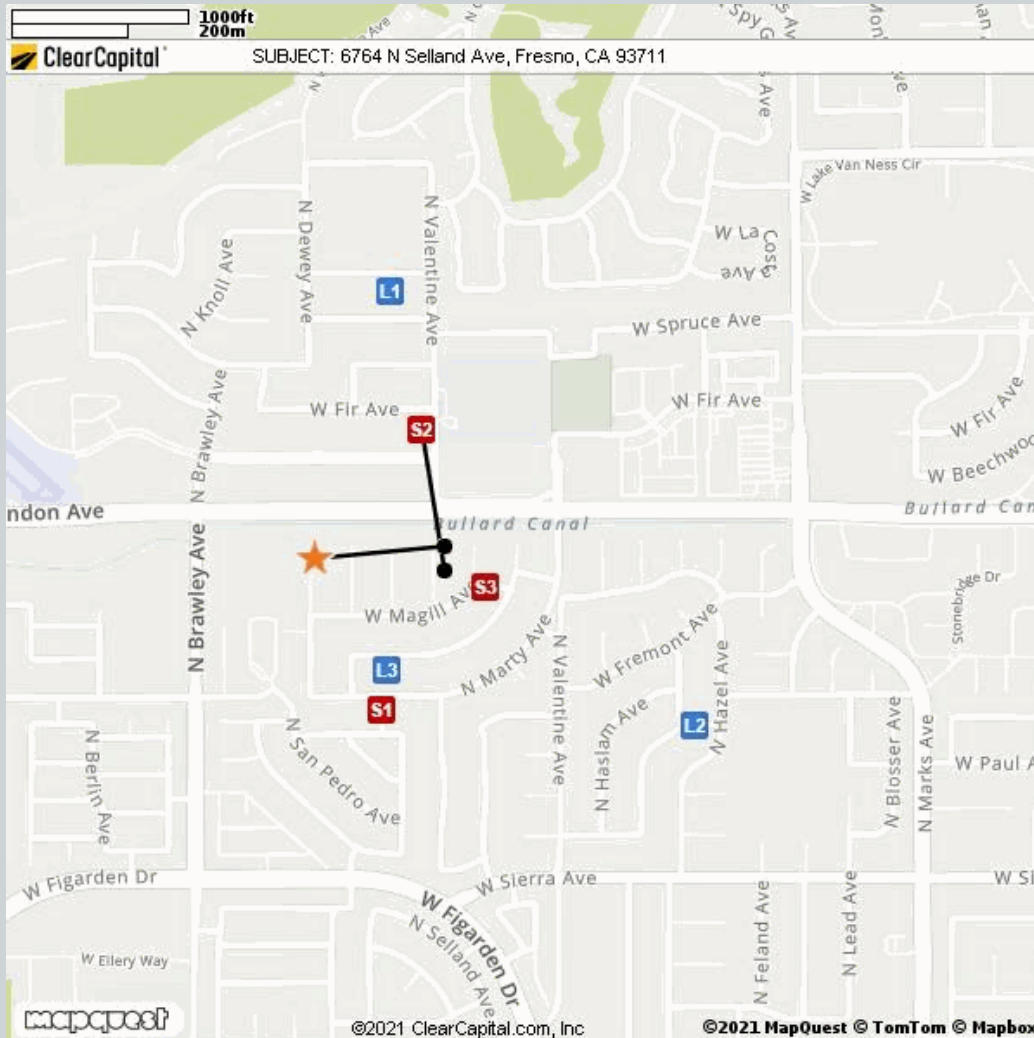 1000ft
200m
ClearCapital
SUBJECT: 6764 N Selland Ave, Fresno, CA 93711
W Lake Van Ness Cir
N Dewey Ave
N Valentine Ave
W La Costa Ave
N Knoll Ave
L1
W Spruce Ave
N Brawley Ave
W Fir Ave
W Fir Ave
W Fir Ave
S2
W Beechwoo
N Brawley Ave
ndon Ave
Bullard Canal
Bullard Can
N Brawley Ave
W Magill Av
S3
Stonebridge Dr
N Marty Ave
N Valentine Ave
W Fremont Ave
N Hazel Ave
L3
S1
L2
N Haslam Ave
N Berlin Ave
N San Pedro Ave
N Blosser Ave
N Marks Ave
W Paul A
W Figarden Dr
W Sierra Ave
W Si
W Figarden Dr
N Selland Ave
N Feland Ave
N Lead Ave
W Ellery Way
mapquest
©2021 ClearCapital.com, Inc
©2021 MapQuest © TomTom © Mapbox